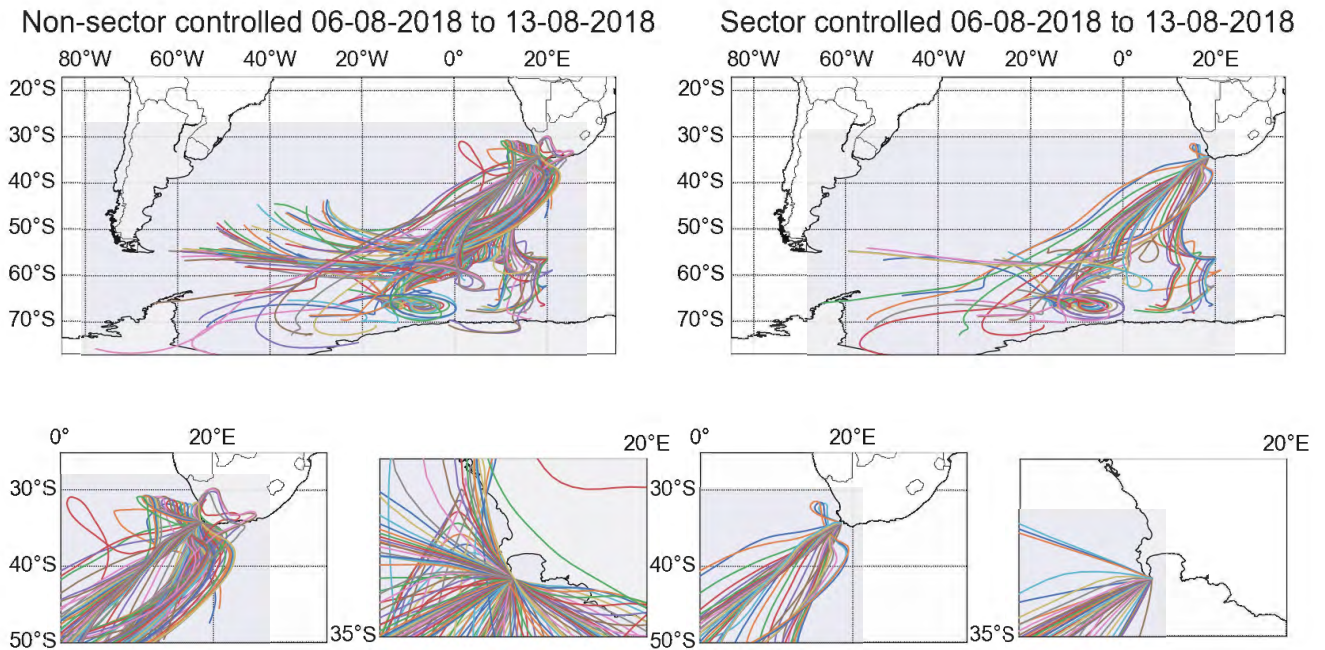 Non-sector controlled 06-08-2018 to 13-08-2018
Sector controlled 06-08-2018 to 13-08-2018
80°W 60°W 40°W 20°W 0° 20°E
80°W 60°W 40°W 20°W 0° 20°E
20°S
30°S
40°S
50°S
60°S
70°S
20°S
30°S
40°S
50°S
60°S
70°S
0° 20°E
20°E
0° 20°E
20°E
30°S
40°S
50°S
35°S
30°S
40°S
50°S
35°S